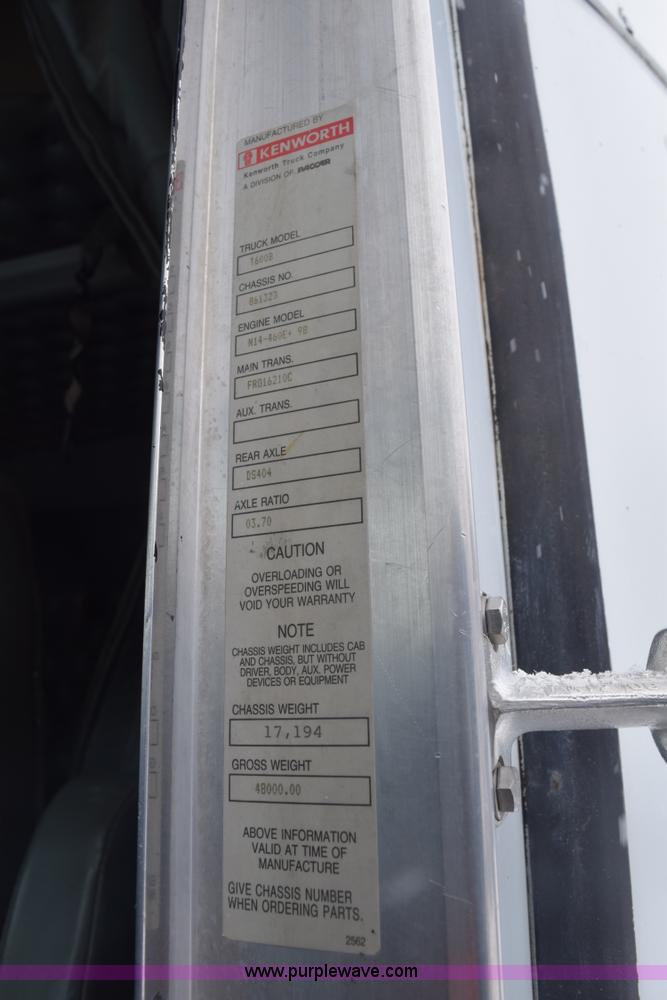 MANUFACTURED BY
KENWORTH
Kenworth Truck Company
A DIVISION OF PACCAR
TRUCK MODEL
T600B
CHASSIS NO.
861323
ENGINE MODEL
N14-460E+ 98
MAIN TRANS.
FRO16210C
AUX. TRANS.
REAR AXLE
DS404
AXLE RATIO
03.70
CAUTION
OVERLOADING OR
OVERSPEEDING WILL
VOID YOUR WARRANTY
NOTE
CHASSIS WEIGHT INCLUDES CAB
AND CHASSIS, BUT WITHOUT
DRIVER, BODY, AUX. POWER
DEVICES OR EQUIPMENT
CHASSIS WEIGHT
17,194
GROSS WEIGHT
48000.00
ABOVE INFORMATION
VALID AT TIME OF
MANUFACTURE
GIVE CHASSIS NUMBER
WHEN ORDERING PARTS.
2562
www.purplewave.com